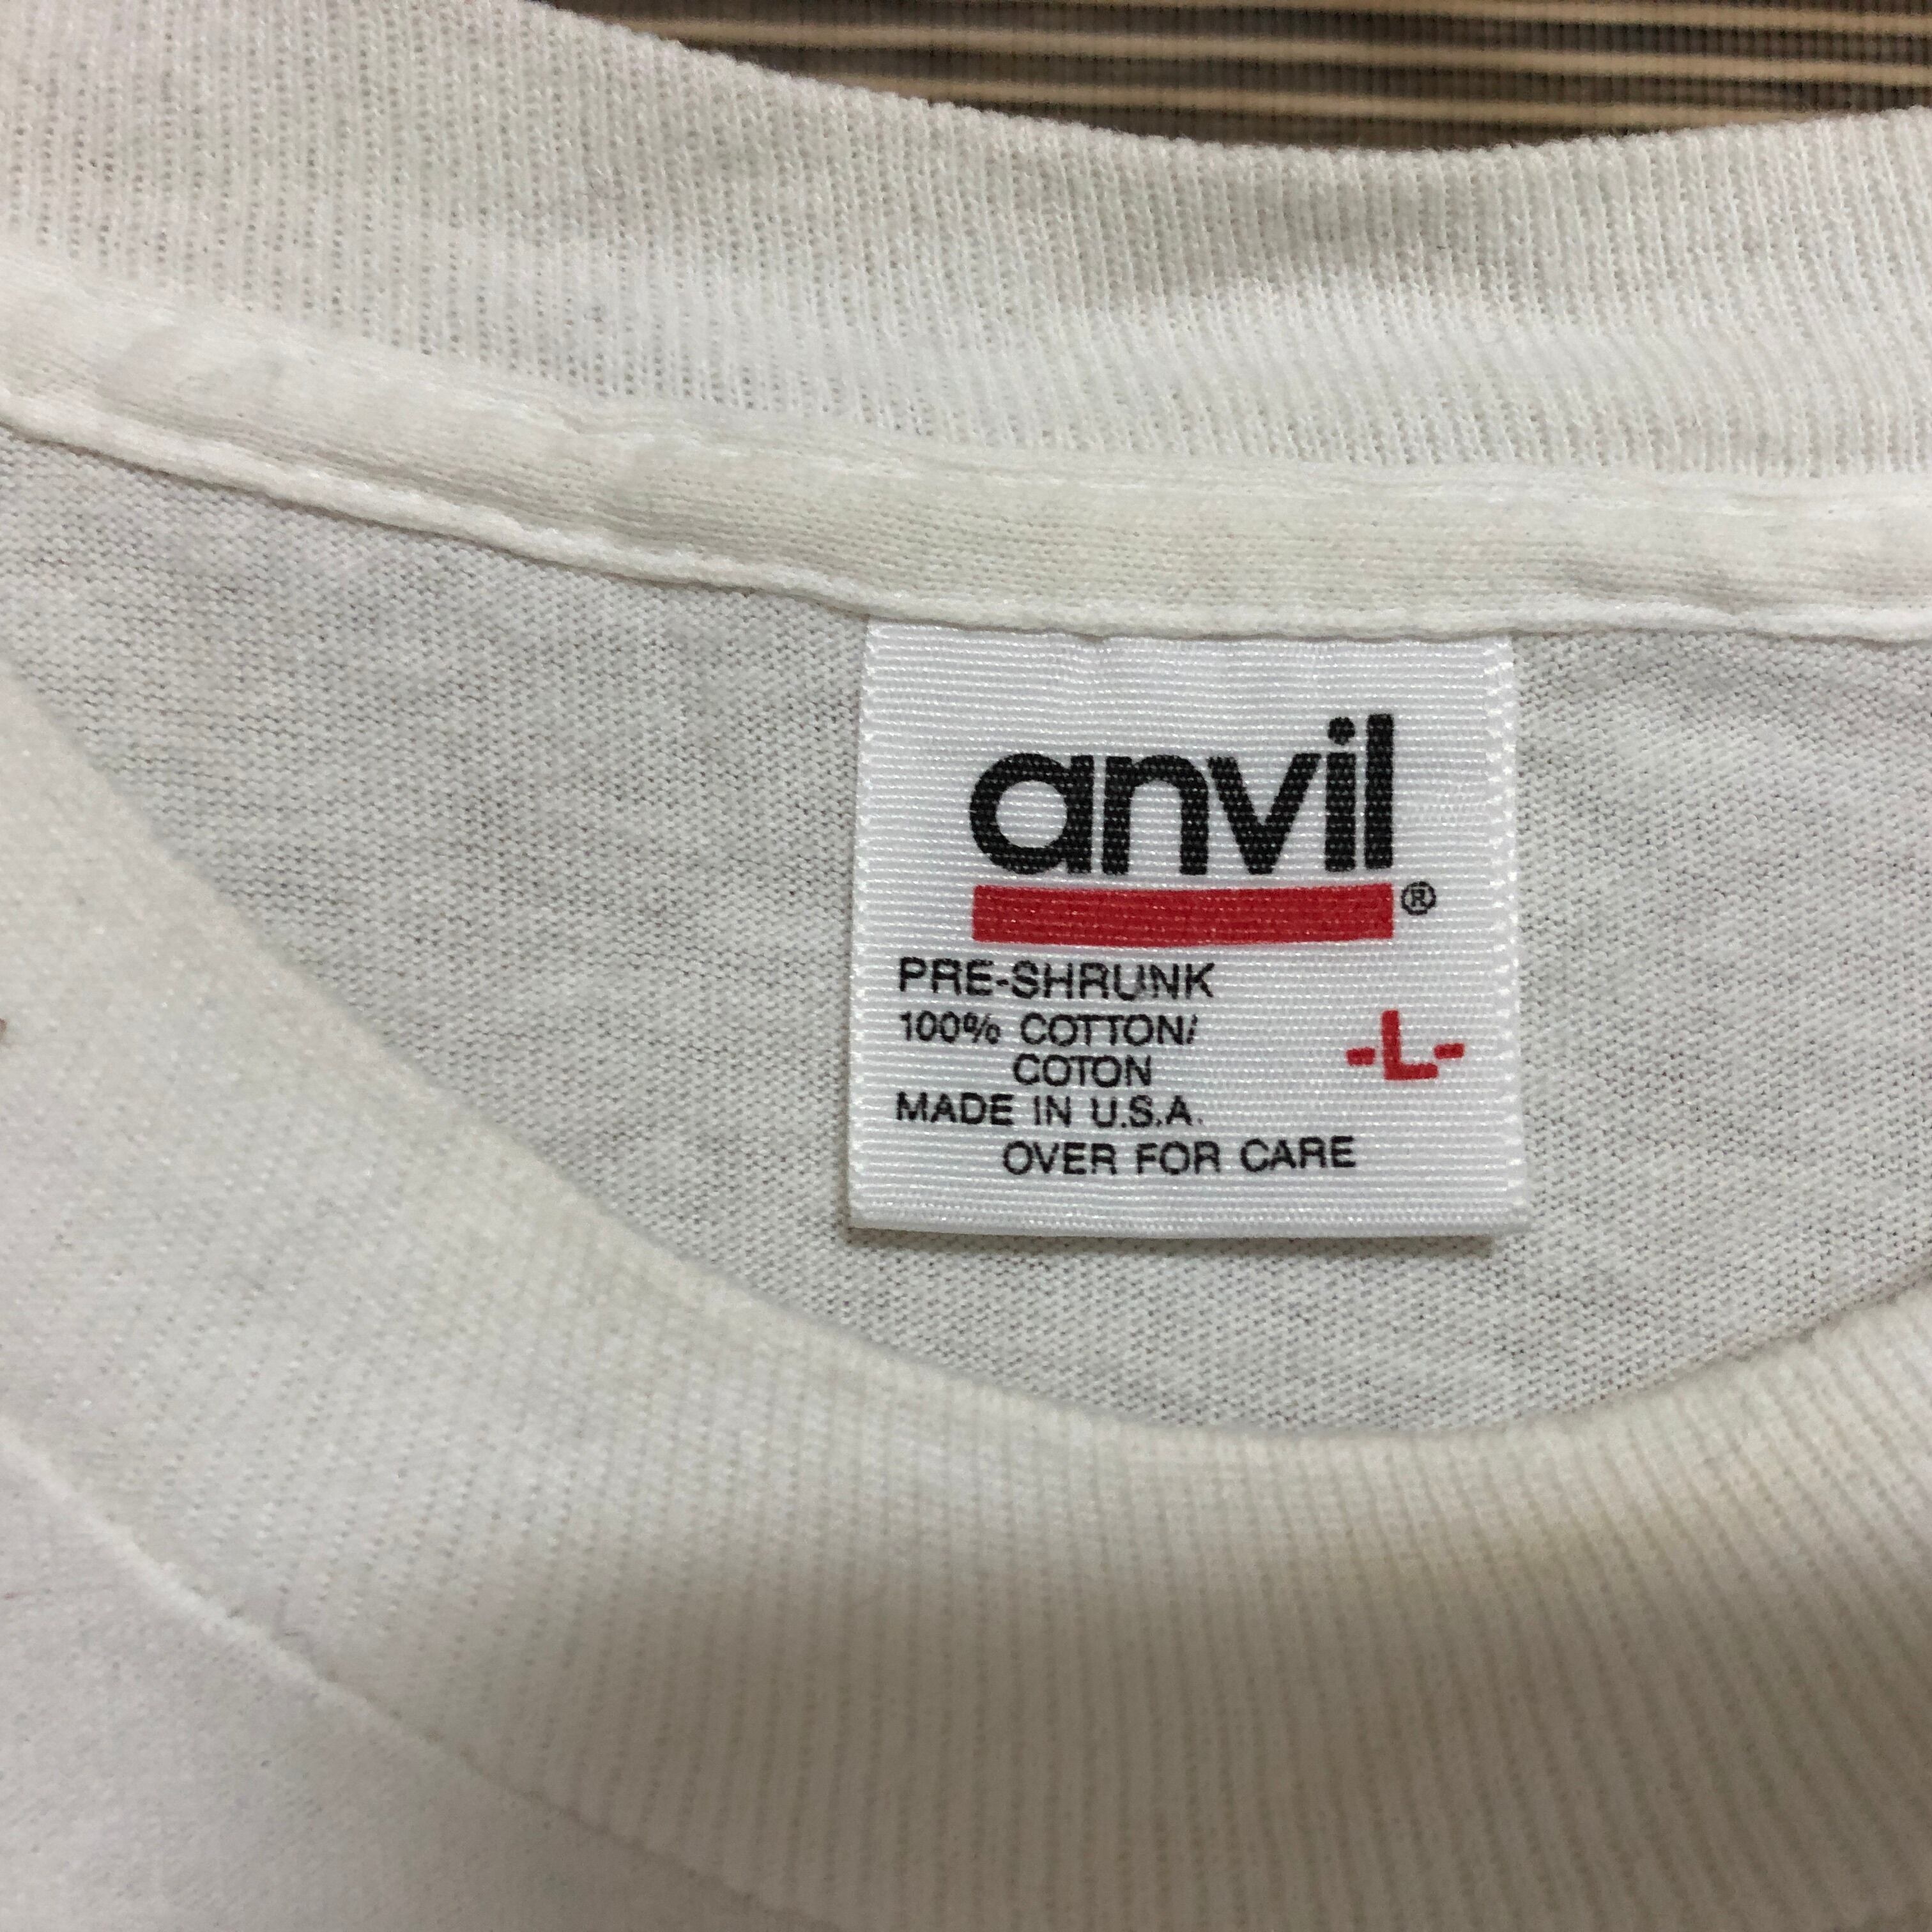 anvil®
PRE-SHRUNK
100% COTTON/
COTON
-L-
MADE IN U.S.A.
OVER FOR CARE